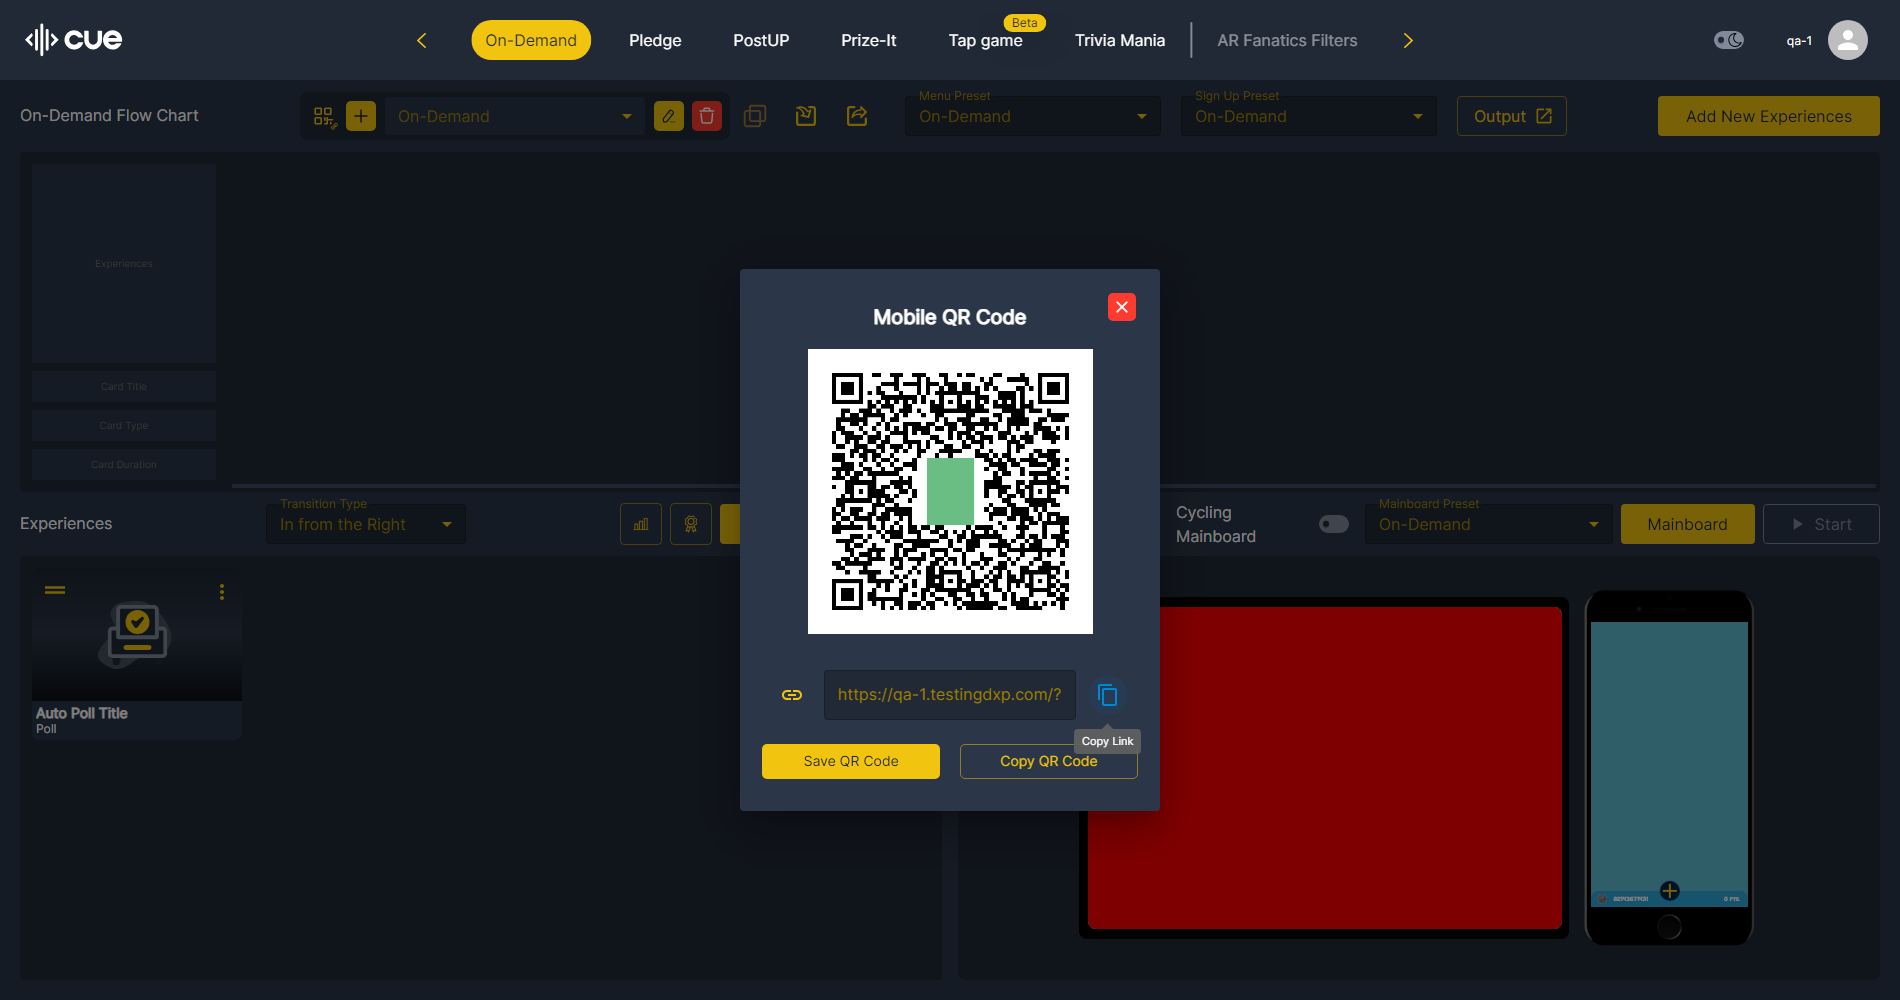 cue
On-Demand
Pledge
PostUP
Prize-It
Beta
Tap game
Trivia Mania
AR Fanatics Filters
qa-1
On-Demand Flow Chart
On-Demand
Menu Preset
On-Demand
Sign Up Preset
On-Demand
Output
Add New Experiences
Experiences
Card Title
Card Type
Card Duration
Mobile QR Code
https://qa-1.testingdxp.com/?
Copy Link
Save QR Code
Copy QR Code
Experiences
Transition Type
In from the Right
Cycling
Mainboard
Mainboard Preset
On-Demand
Mainboard
Start
Auto Poll Title
Poll
0 PTS.